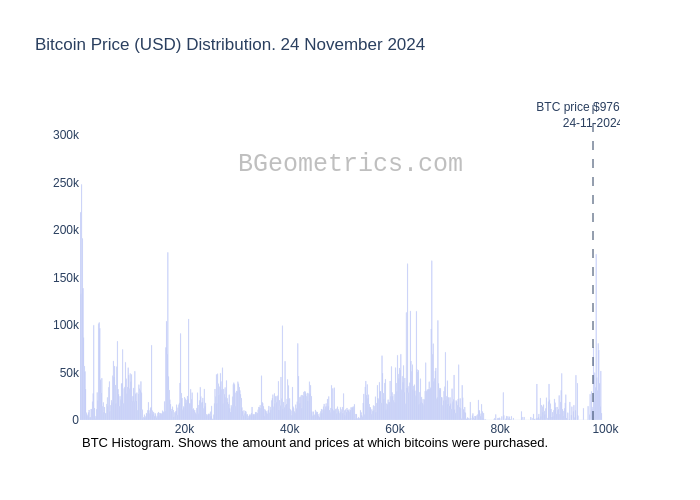 Bitcoin Price (USD) Distribution. 24 November 2024
BTC price $976
24-11-2024
300k
BGeometrics.com
250k
200k
150k
100k
50k
0
20k
40k
60k
80k
100k
BTC Histogram. Shows the amount and prices at which bitcoins were purchased.